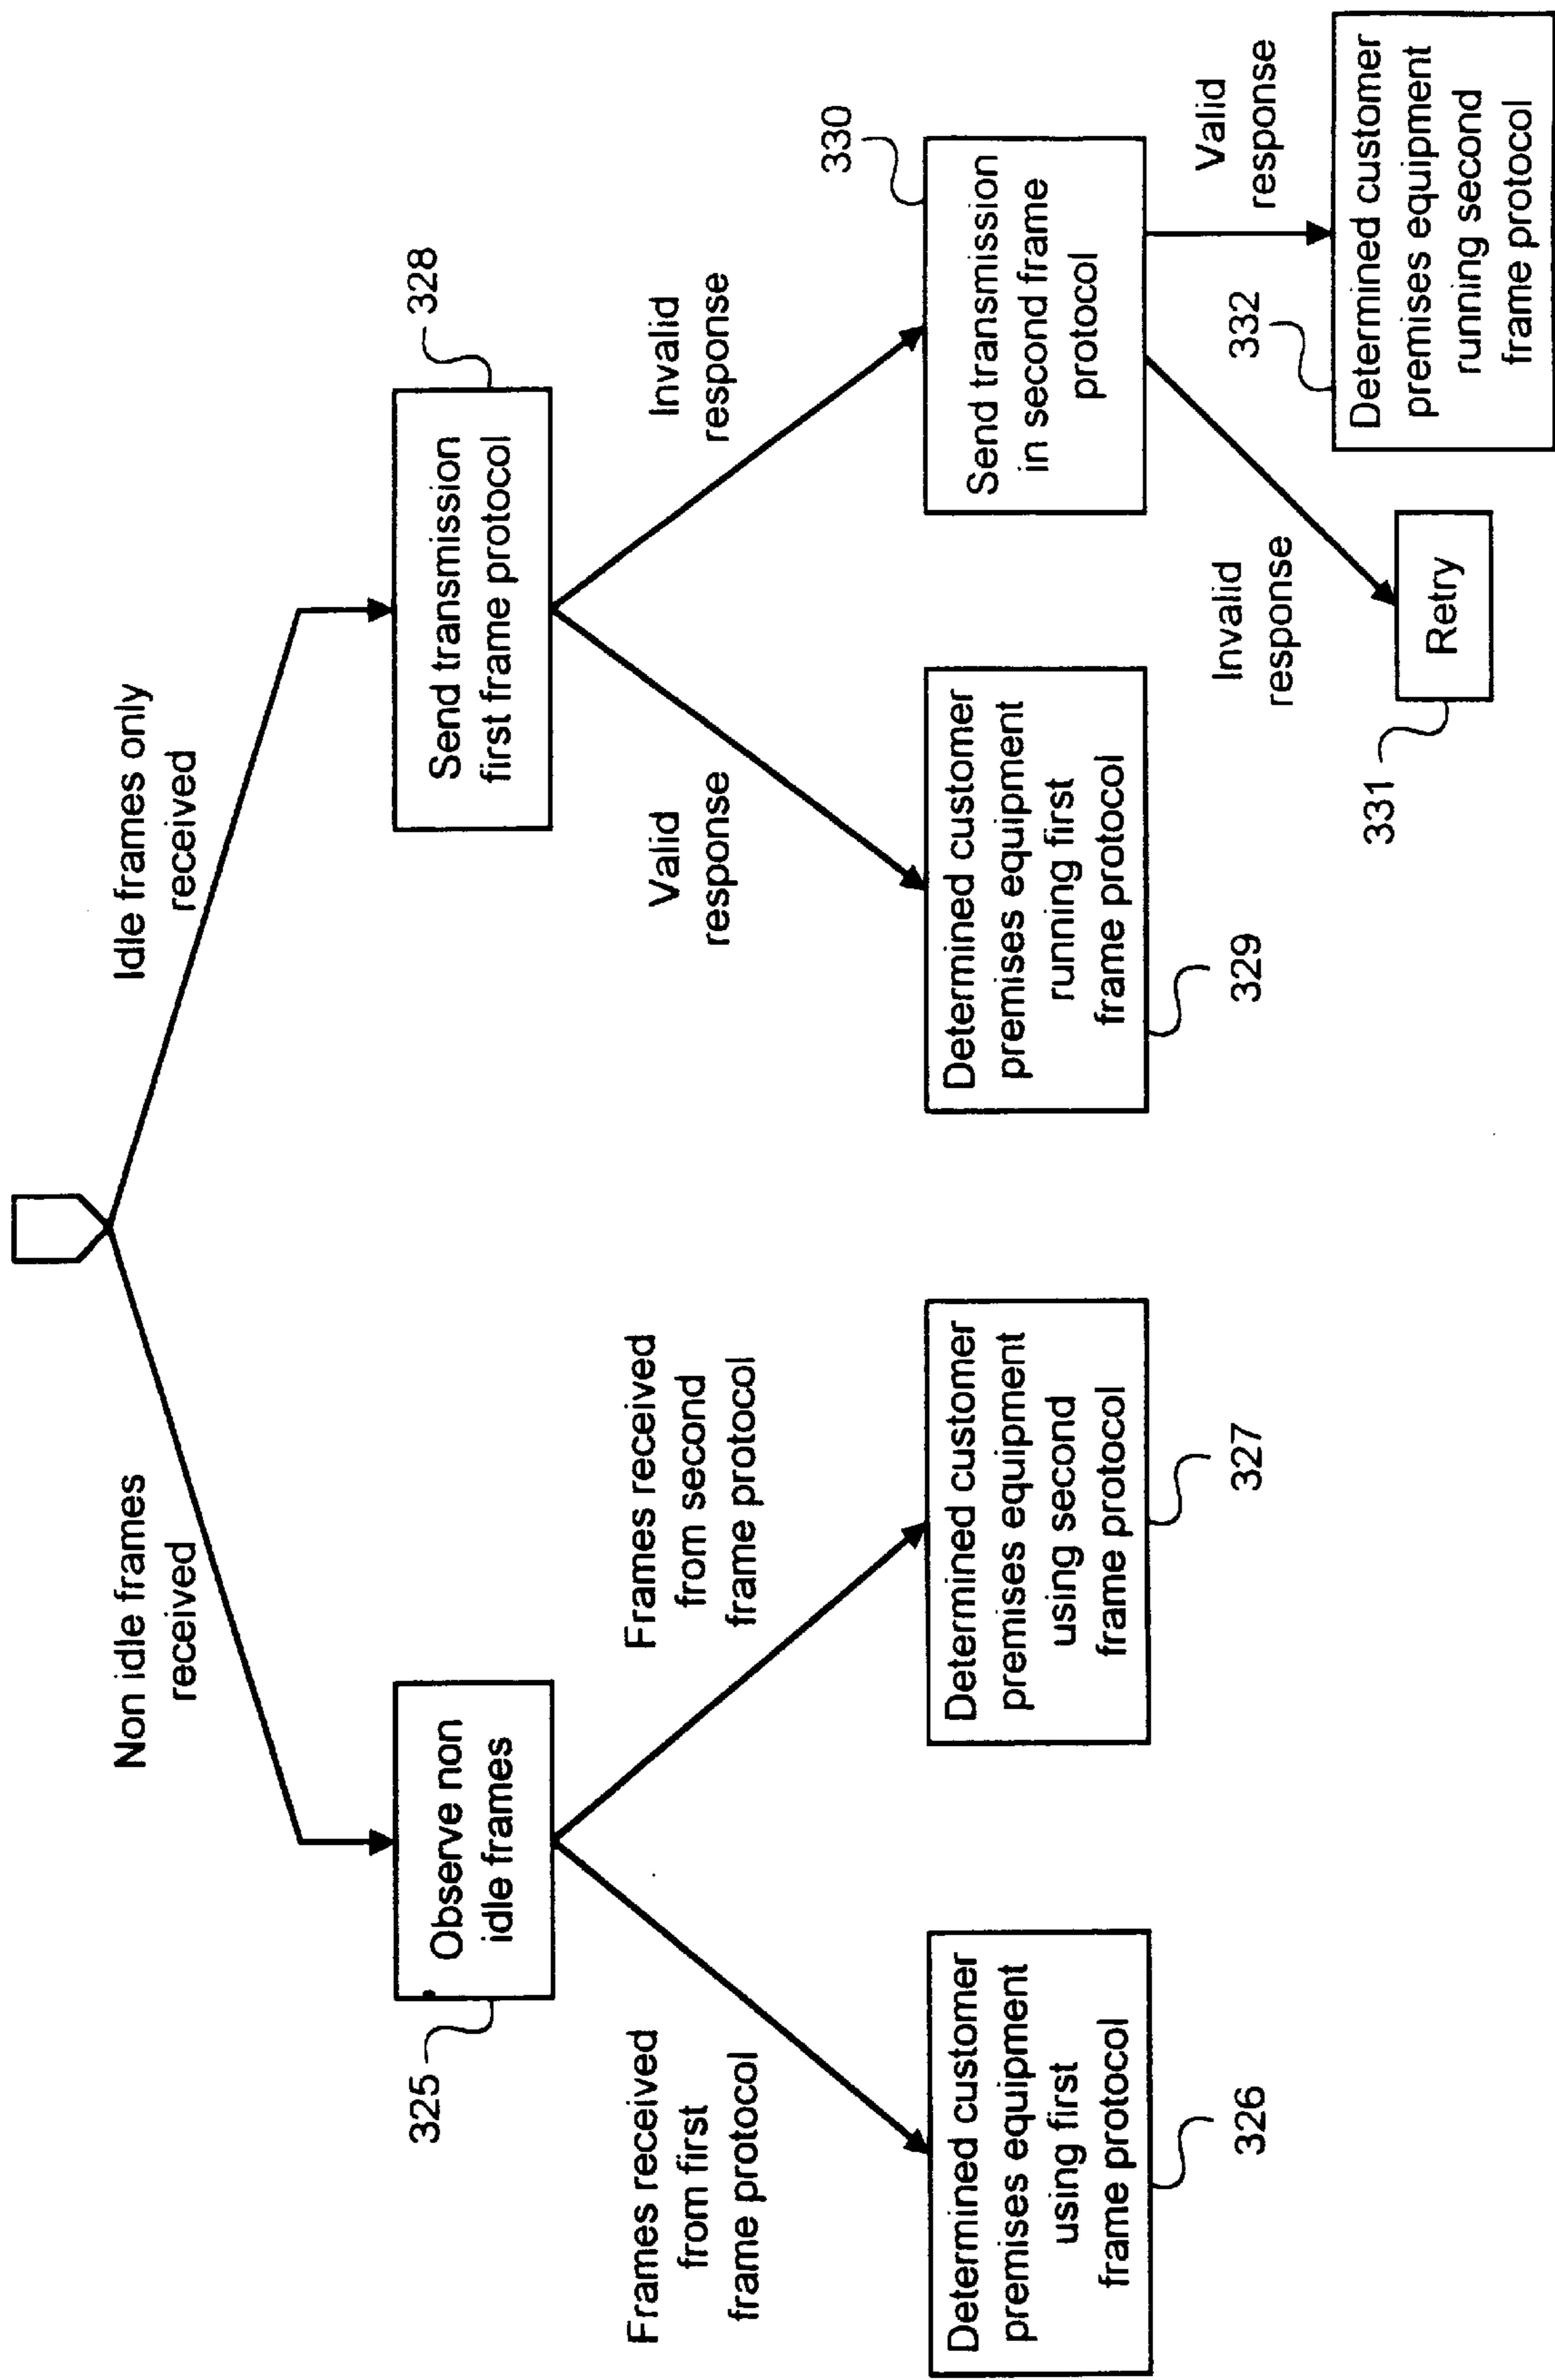 Non idle frames
received
Idle frames only
received
325
Observe non
idle frames
Send transmission
first frame protocol
328
Frames received
from first
frame protocol
Frames received
from second
frame protocol
Valid
response
Invalid
response
Determined customer
premises equipment
using first
frame protocol
326
Determined customer
premises equipment
using second
frame protocol
327
Determined customer
premises equipment
running first
frame protocol
329
330
Send transmission
in second frame
protocol
Invalid
response
Valid
response
331
Retry
332
Determined customer
premises equipment
running second
frame protocol